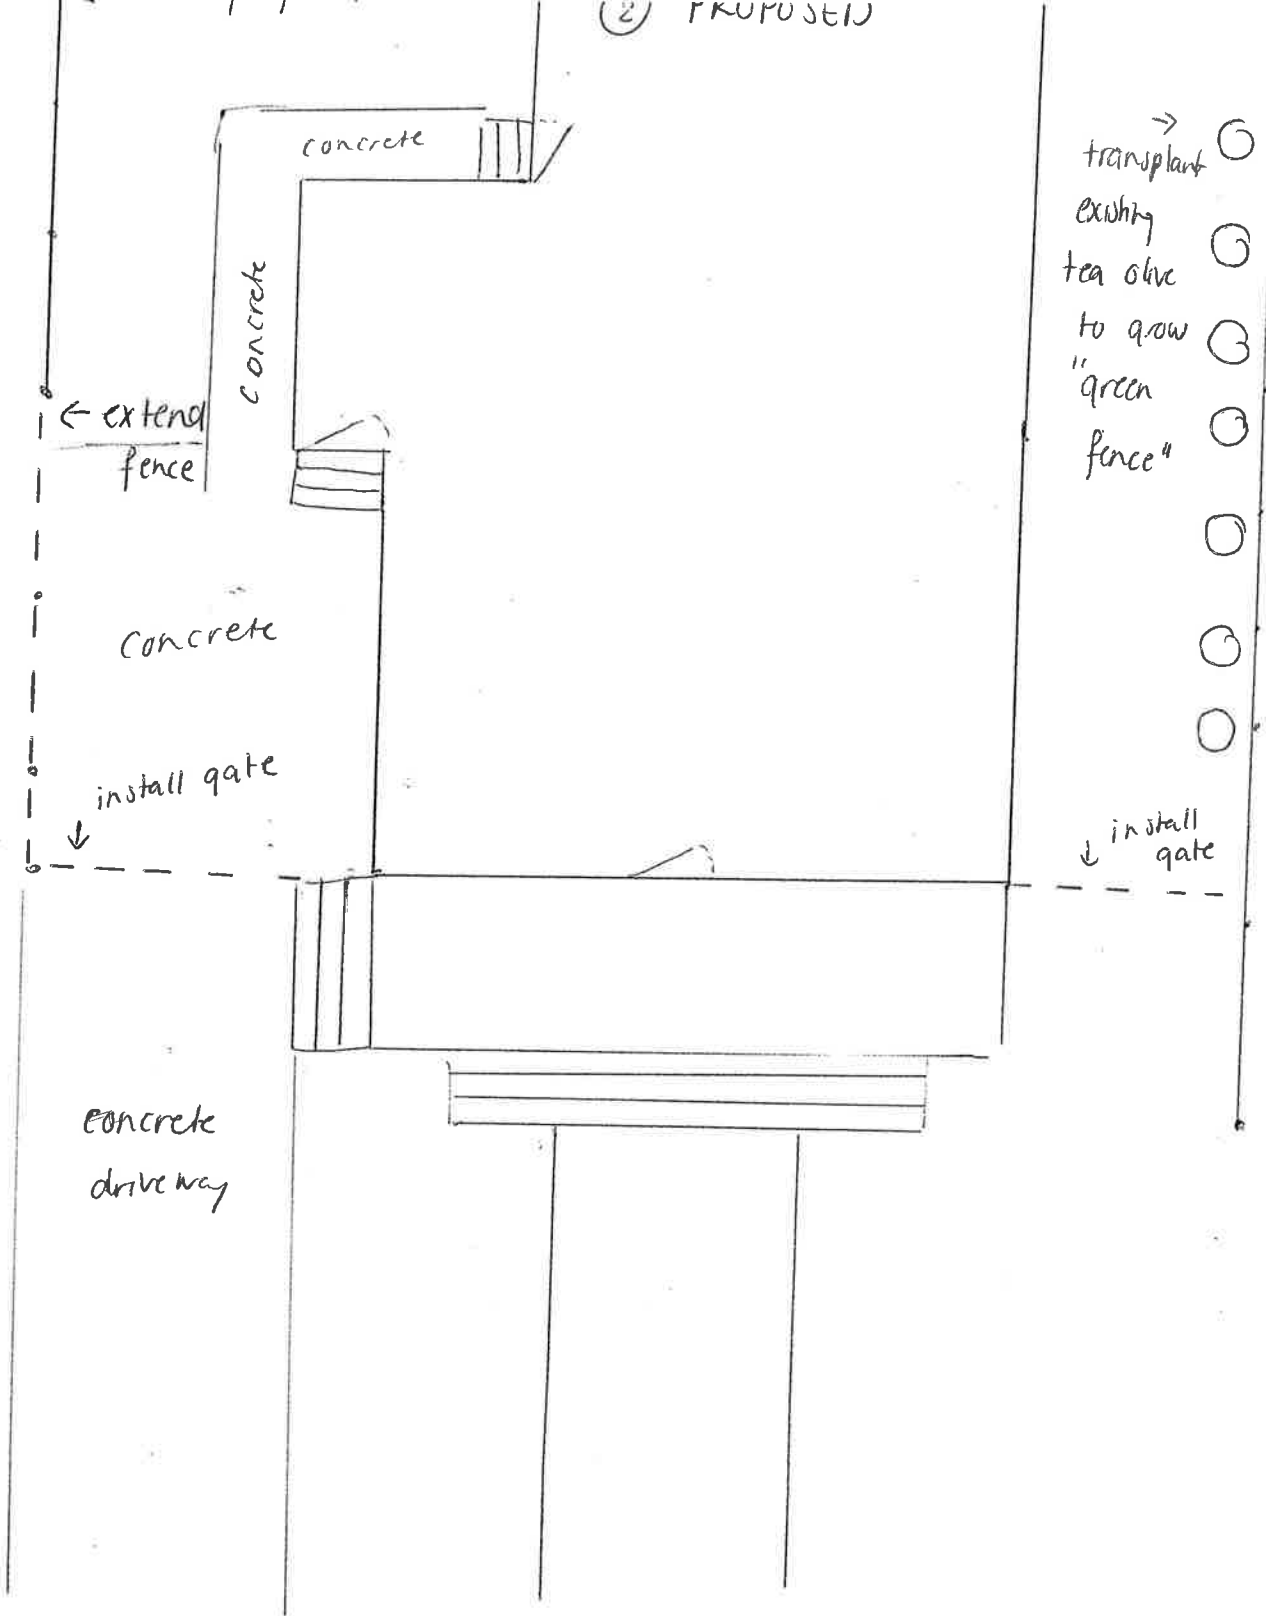 2 PROPOSED
concrete
concrete
← extend
fence
concrete
install gate
↓
concrete
driveway
→
transplant
existing
tea olive
to grow
"green
fence"
install
↓ gate